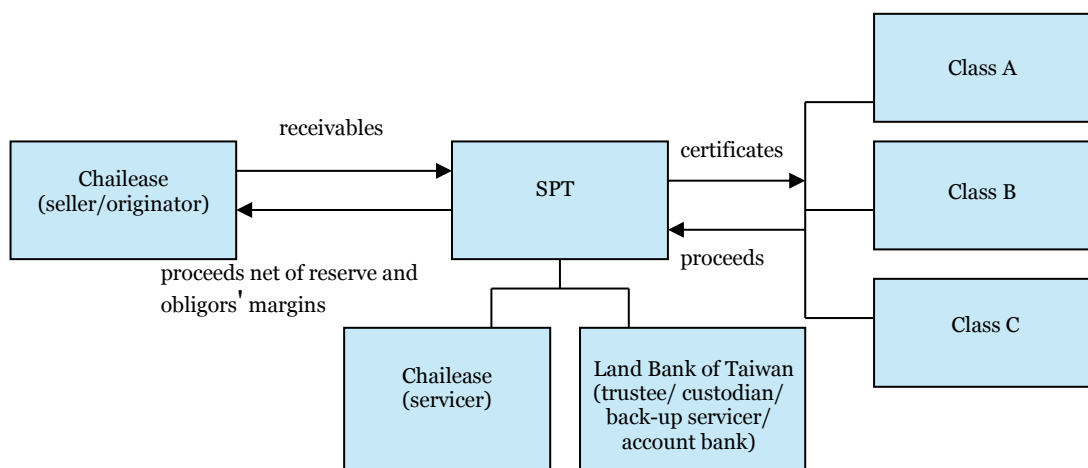 Class A
receivables
certificates
Chailease
(seller/originator)
SPT
Class B
proceeds
proceeds net of reserve and
obligors' margins
Class C
Chailease
(servicer)
Land Bank of Taiwan
(trustee/ custodian/
back-up servicer/
account bank)